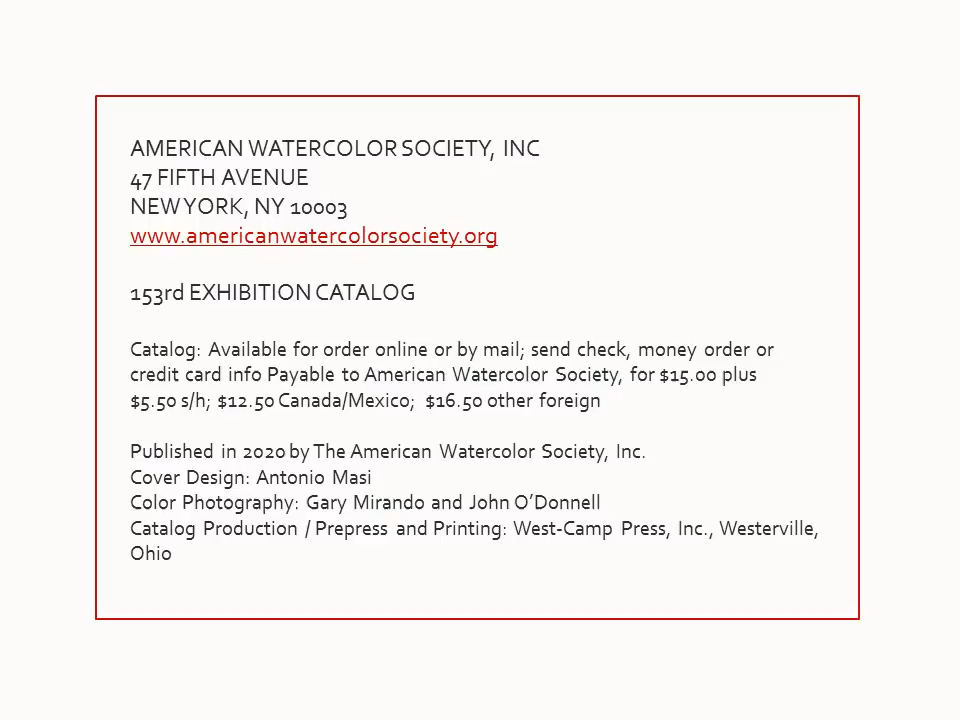 AMERICAN WATERCOLOR SOCIETY, INC
47 FIFTH AVENUE
NEW YORK, NY 10003
www.americanwatercolorsociety.org
153rd EXHIBITION CATALOG
Catalog: Available for order online or by mail; send check, money order or
credit card info Payable to American Watercolor Society, for $15.00 plus
$5.50 s/h; $12.50 Canada/Mexico; $16.50 other foreign
Published in 2020 by The American Watercolor Society, Inc.
Cover Design: Antonio Masi
Color Photography: Gary Mirando and John O’Donnell
Catalog Production / Prepress and Printing: West-Camp Press, Inc., Westerville,
Ohio